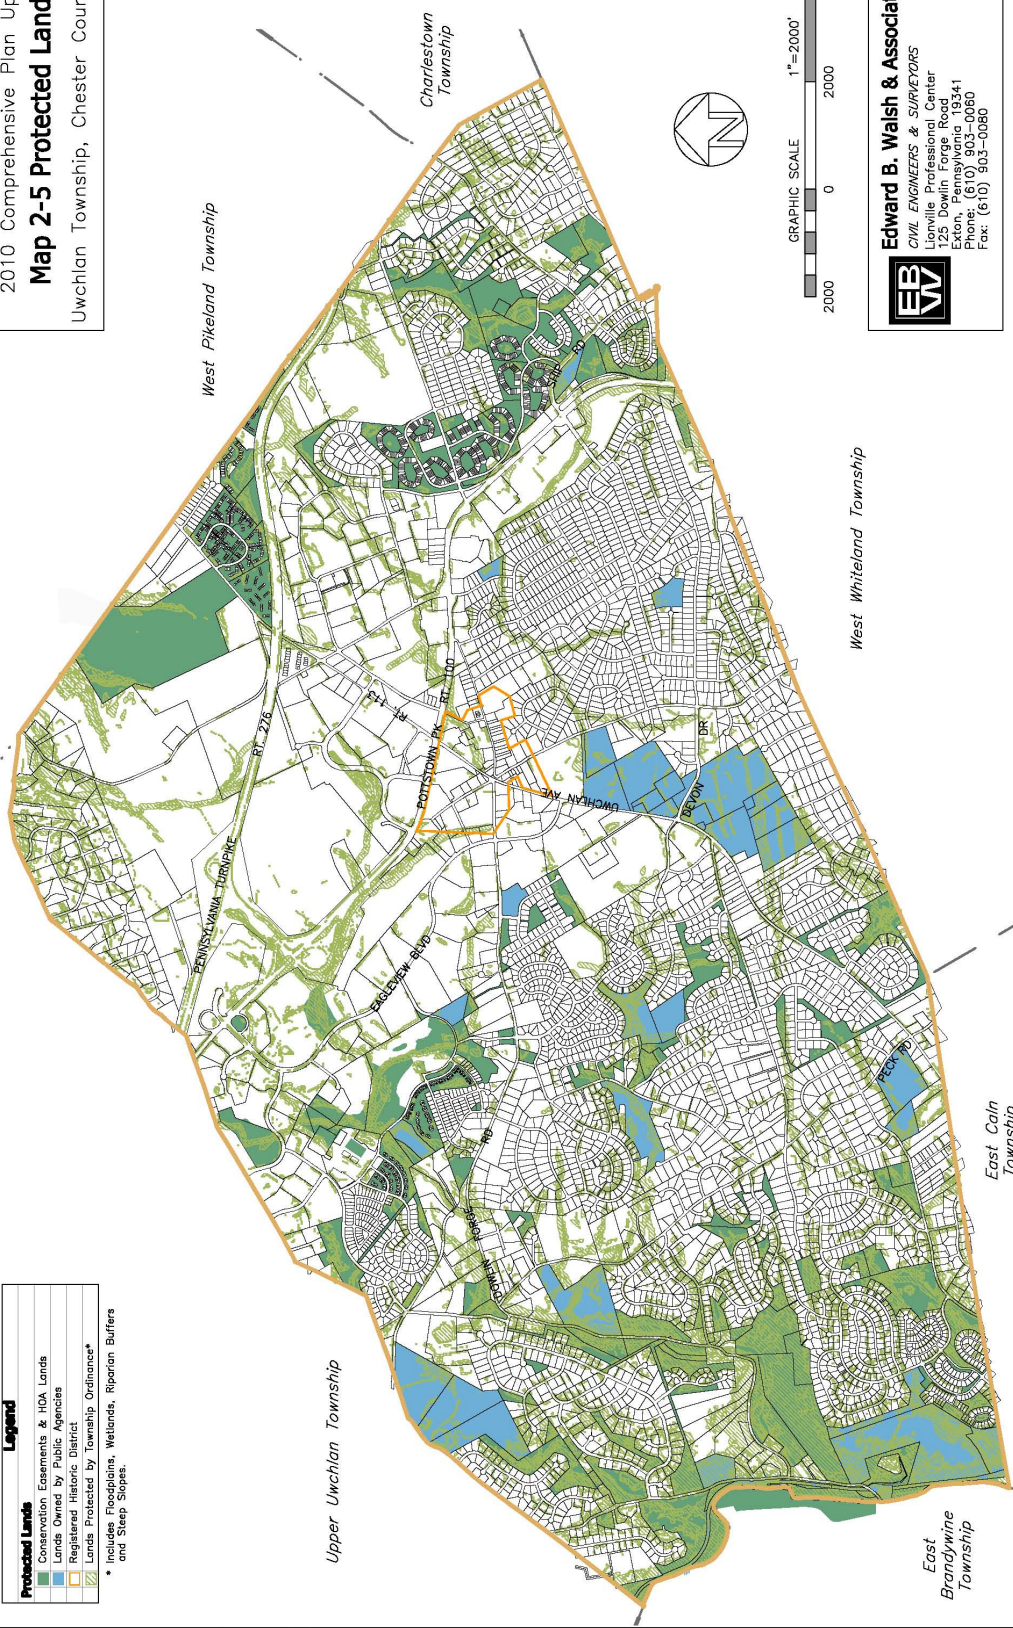 2010 Comprehensive Plan Up
Map 2-5 Protected Land
Uwchlan Township, Chester Coun
Legend
Protected Lands
Conservation Easements & HOA Lands
Lands Owned by Public Agencies
Registered Historic District
Lands Protected by Township Ordinance*
* Includes Floodplains, Wetlands, Riparian Buffers
and Steep Slopes.
Upper Uwchlan Township
West Pikeland Township
Charlestown
Township
PENNSYLVANIA TURNPIKE
RT. 276
RT. 113
POTTSTOWN PK
RT. 100
EAGLEVIEW BLVD
SHIP RD
DOWLIN FORGE RD
UWCHLAN AVE
DEVON DR
PECK RD
East
Brandywine
Township
East Caln
Township
West Whiteland Township
N
GRAPHIC SCALE 1"=2000'
2000 0 2000
EBW
Edward B. Walsh & Associat
CIVIL ENGINEERS & SURVEYORS
Lionville Professional Center
125 Dowlin Forge Road
Exton, Pennsylvania 19341
Phone: (610) 903-0060
Fax: (610) 903-0080